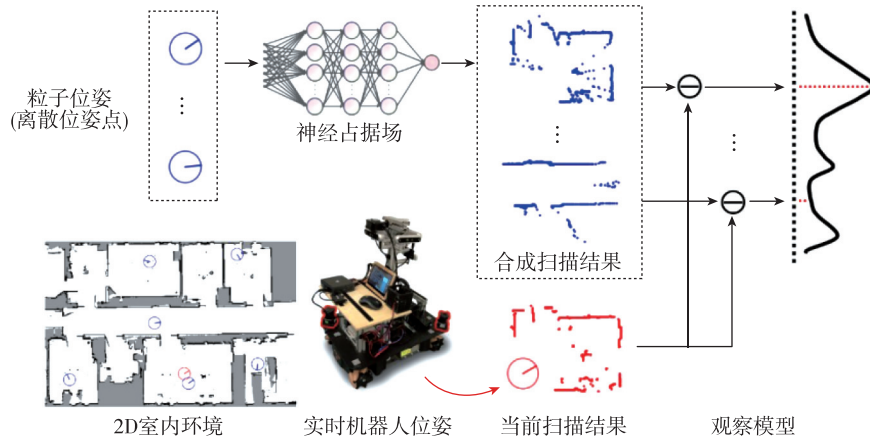 粒子位姿
(离散位姿点)
神经占据场
合成扫描结果
2D室内环境
实时机器人位姿
当前扫描结果
观察模型